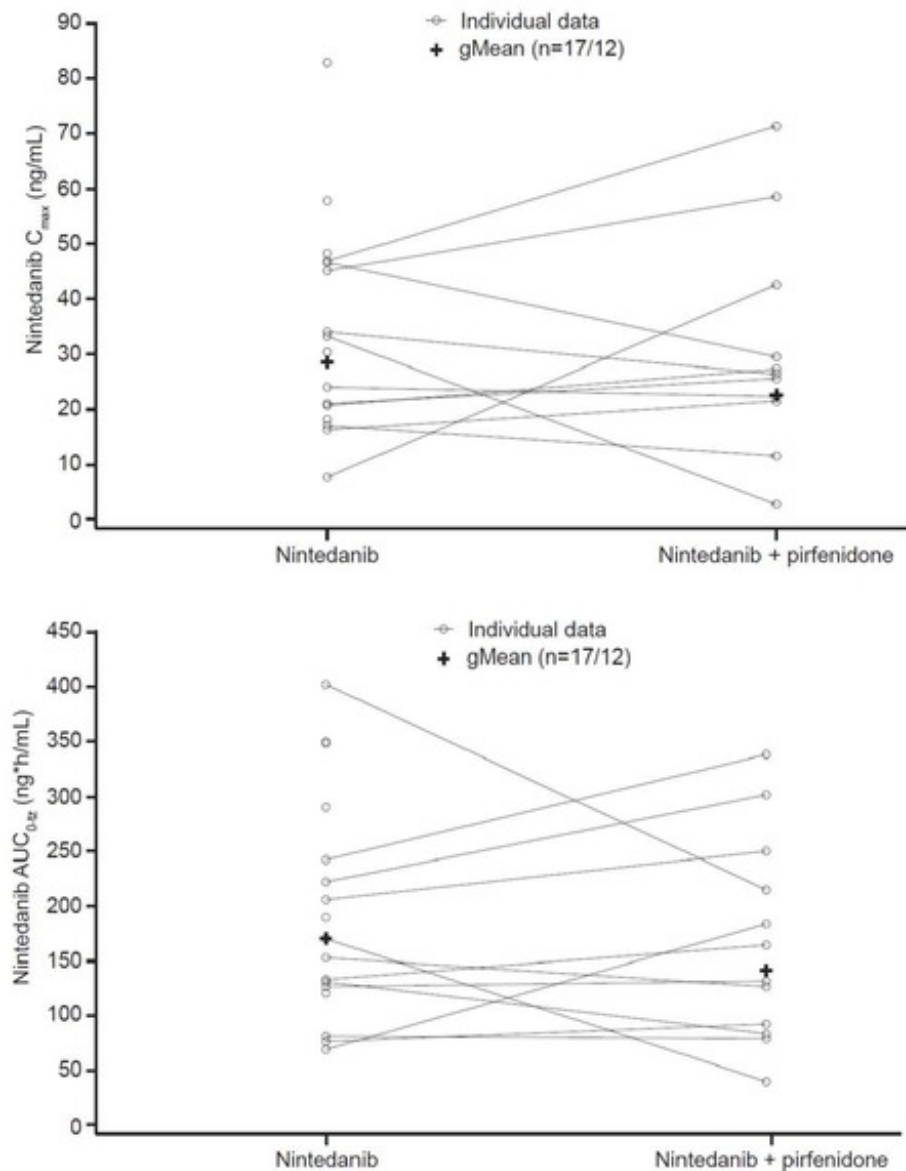 Individual data
gMean (n=17/12)
Nintedanib Cmax (ng/mL)
90
80
70
60
50
40
30
20
10
0
Nintedanib
Nintedanib + pirfenidone
Individual data
gMean (n=17/12)
Nintedanib AUC0-tz (ng*h/mL)
450
400
350
300
250
200
150
100
50
0
Nintedanib
Nintedanib + pirfenidone